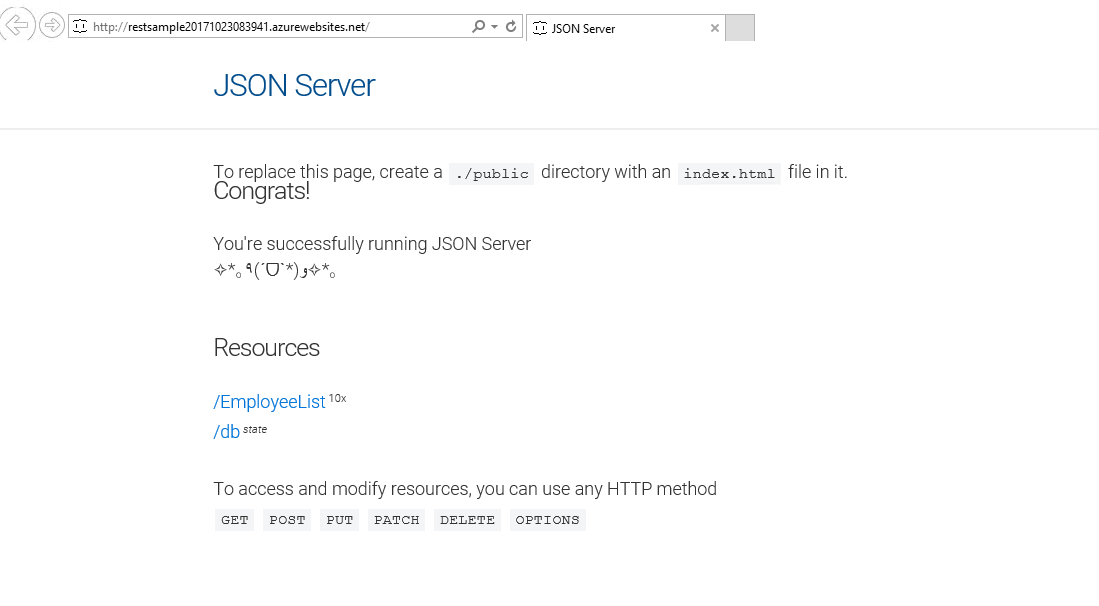 http://restsample20171023083941.azurewebsites.net/
JSON Server
JSON Server
To replace this page, create a ./public directory with an index.html file in it.
Congrats!
You're successfully running JSON Server
✧*｡٩(ˊᗜˋ*)و✧*｡
Resources
/EmployeeList 10x
/db state
To access and modify resources, you can use any HTTP method
GET POST PUT PATCH DELETE OPTIONS